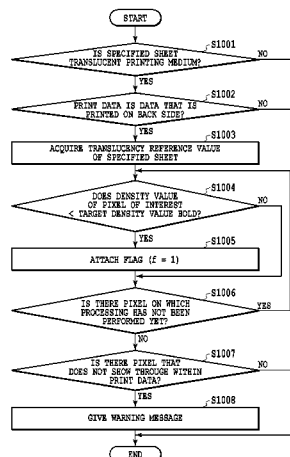 START
S1001
IS SPECIFIED SHEET
TRANSLUCENT PRINTING MEDIUM?
NO
YES
S1002
PRINT DATA IS DATA THAT IS
PRINTED ON BACK SIDE?
NO
YES
S1003
ACQUIRE TRANSLUCENCY REFERENCE VALUE
OF SPECIFIED SHEET
S1004
DOES DENSITY VALUE
OF PIXEL OF INTEREST
< TARGET DENSITY VALUE HOLD?
NO
YES
S1005
ATTACH FLAG (f = 1)
S1006
IS THERE PIXEL ON WHICH
PROCESSING HAS NOT BEEN
PERFORMED YET?
YES
NO
S1007
IS THERE PIXEL THAT
DOES NOT SHOW THROUGH WITHIN
PRINT DATA?
NO
YES
S1008
GIVE WARNING MESSAGE
END